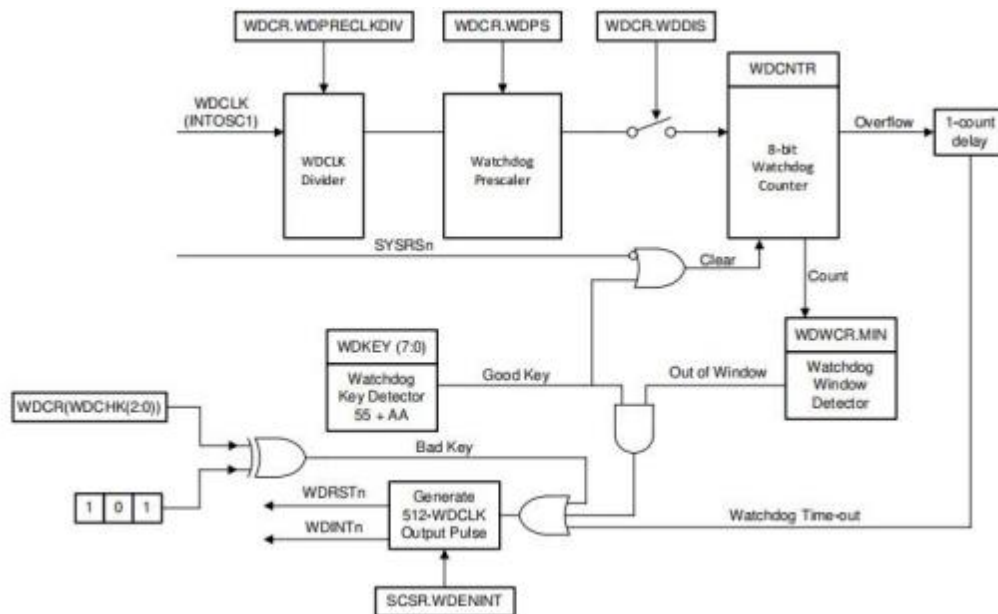 WDCR.WDPRECLKDIV
WDCR.WDPS
WDCR.WDDIS
WDCNTR
WDCLK
(INTOSC1)
WDCLK
Divider
Watchdog
Prescaler
8-bit
Watchdog
Counter
Overflow
1-count
delay
SYSRSn
Clear
Count
WDKEY (7:0)
Watchdog
Key Detector
55 + AA
Good Key
Out of Window
WDWCR.MIN
Watchdog
Window
Detector
WDCR(WDCHK(2:0))
Bad Key
1 0 1
WDRSTn
WDINTn
Generate
512-WDCLK
Output Pulse
Watchdog Time-out
SCSR.WDENINT